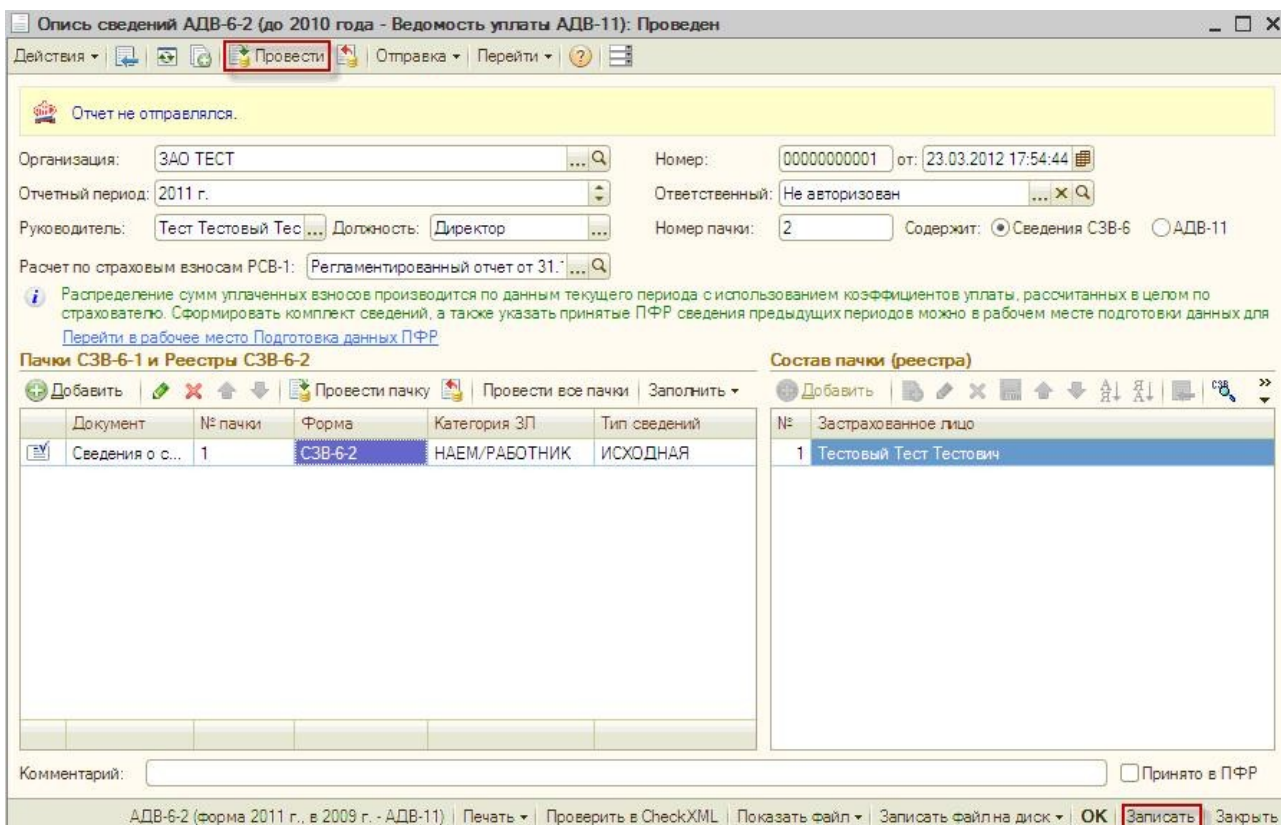 Опись сведений АДВ-6-2 (до 2010 года - Ведомость уплаты АДВ-11): Проведен
Действия Провести Отправка Перейти ?
Отчет не отправлялся.
Организация: ЗАО ТЕСТ ... Номер: 00000000001 от: 23.03.2012 17:54:44
Отчетный период: 2011 г. Ответственный: Не авторизован ... x
Руководитель: Тест Тестовый Тес ... Должность: Директор ... Номер пачки: 2 Содержит: Сведения СЗВ-6 АДВ-11
Расчет по страховым взносам РСВ-1: Регламентированный отчет от 31. ...
i Распределение сумм уплаченных взносов производится по данным текущего периода с использованием коэффициентов уплаты, рассчитанных в целом по
страхователю. Сформировать комплект сведений, а также указать принятые ПФР сведения предыдущих периодов можно в рабочем месте подготовки данных для
Перейти в рабочее место Подготовка данных ПФР
Пачки СЗВ-6-1 и Реестры СЗВ-6-2 Состав пачки (реестра)
Добавить Провести пачку Провести все пачки Заполнить Добавить СЗВ »
Документ № пачки Форма Категория ЗЛ Тип сведений № Застрахованное лицо
Сведения о с... 1 СЗВ-6-2 НАЕМ/РАБОТНИК ИСХОДНАЯ 1 Тестовый Тест Тестович
Комментарий: Принято в ПФР
АДВ-6-2 (форма 2011 г., в 2009 г. - АДВ-11) Печать Проверить в CheckXML Показать файл Записать файл на диск OK Записать Закрыть